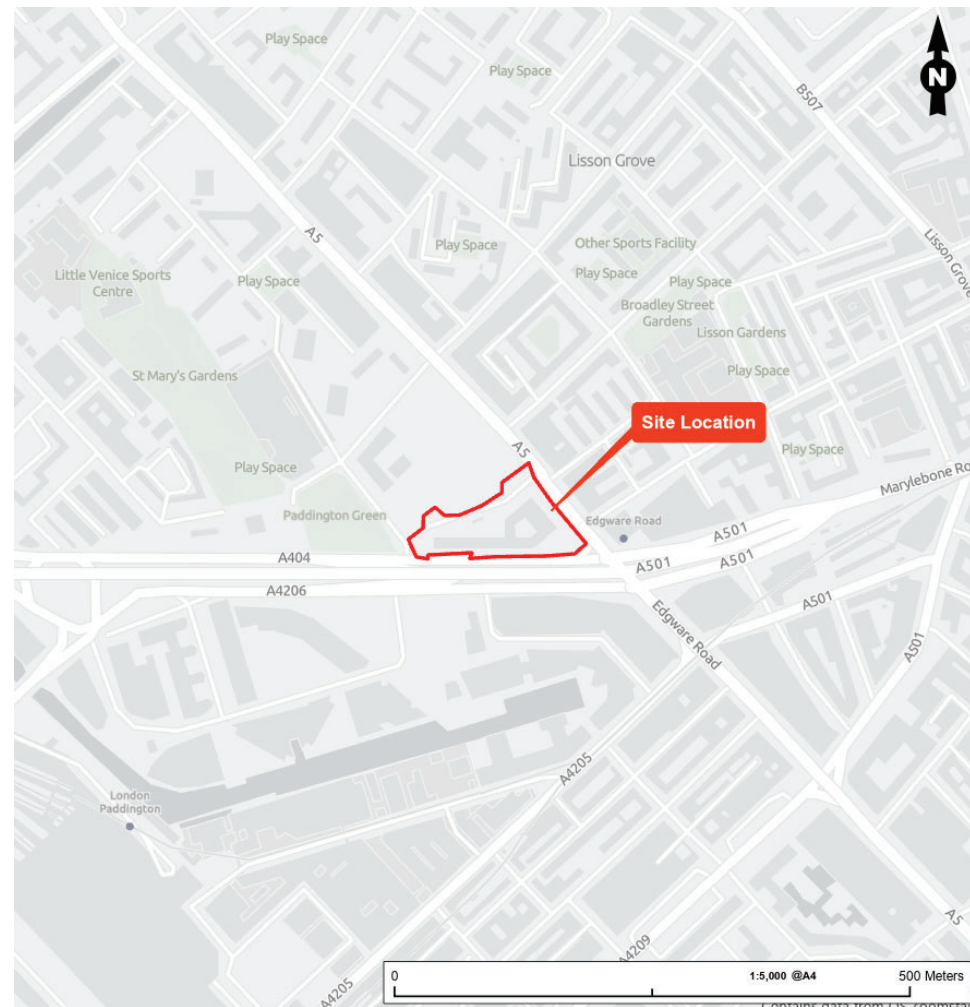 Play Space
N
Play Space
B507
Lisson Grove
A5
Play Space
Other Sports Facility
Lisson Grove
Little Venice Sports
Centre
Play Space
Play Space
Play Space
Broadley Street
Gardens
Lisson Gardens
St Mary's Gardens
Play Space
Site Location
A5
Play Space
Play Space
Marylebone Ro
Paddington Green
Edgware Road
A501
A404
A501
A501
A4206
A501
Edgware Road
A501
A4205
London
Paddington
A5
A4209
A4205
0
1:5,000 @A4
500 Meters